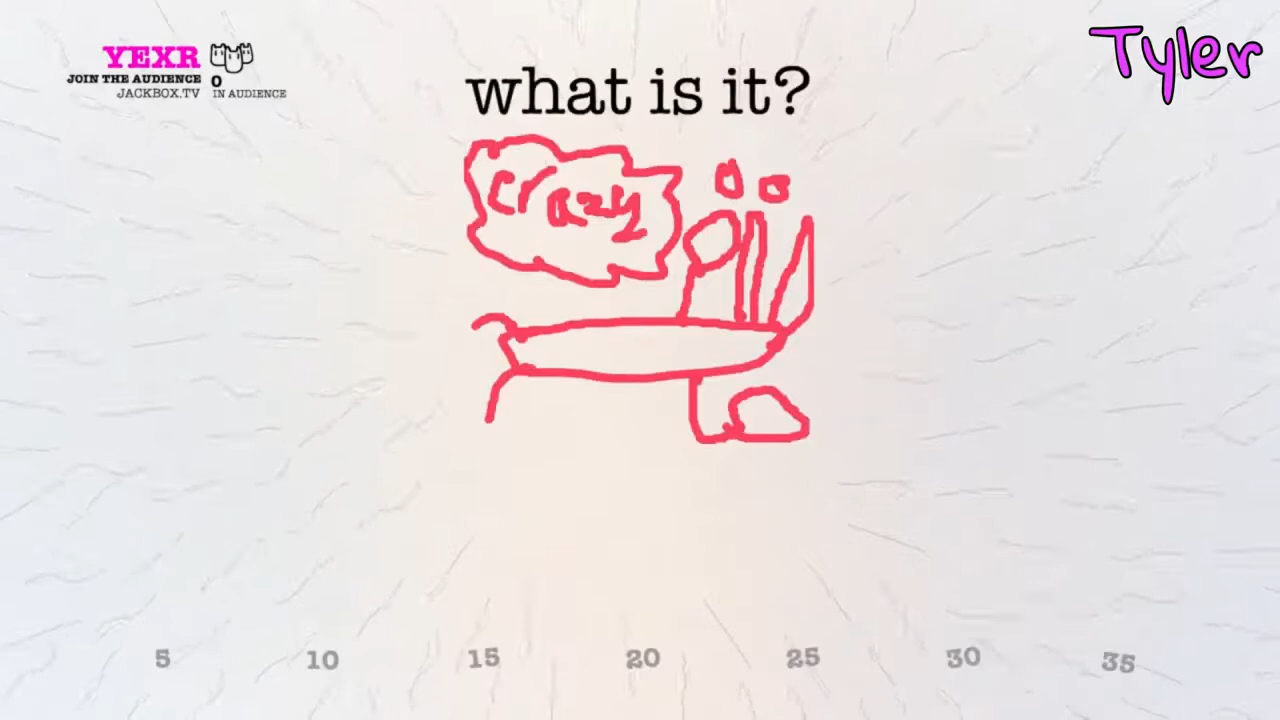 YEXR
JOIN THE AUDIENCE
JACKBOX.TV
0
IN AUDIENCE
Tyler
what is it?
crazy
5 10 15 20 25 30 35